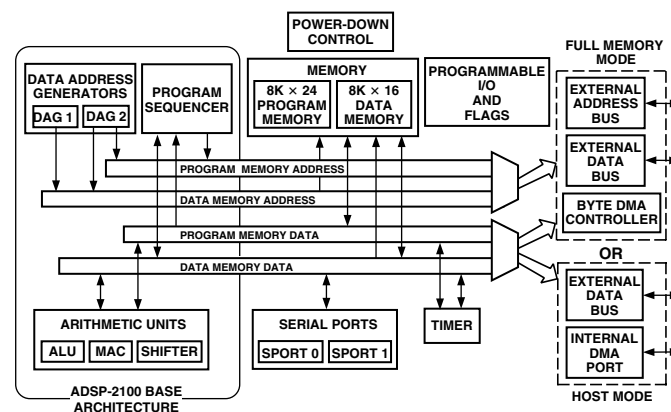 POWER-DOWN
CONTROL
FULL MEMORY
MODE
DATA ADDRESS
GENERATORS
DAG 1
DAG 2
PROGRAM
SEQUENCER
MEMORY
8K × 24
PROGRAM
MEMORY
8K × 16
DATA
MEMORY
PROGRAMMABLE
I/O
AND
FLAGS
EXTERNAL
ADDRESS
BUS
EXTERNAL
DATA
BUS
BYTE DMA
CONTROLLER
OR
EXTERNAL
DATA
BUS
INTERNAL
DMA
PORT
HOST MODE
PROGRAM MEMORY ADDRESS
DATA MEMORY ADDRESS
PROGRAM MEMORY DATA
DATA MEMORY DATA
ARITHMETIC UNITS
ALU
MAC
SHIFTER
SERIAL PORTS
SPORT 0
SPORT 1
TIMER
ADSP-2100 BASE
ARCHITECTURE